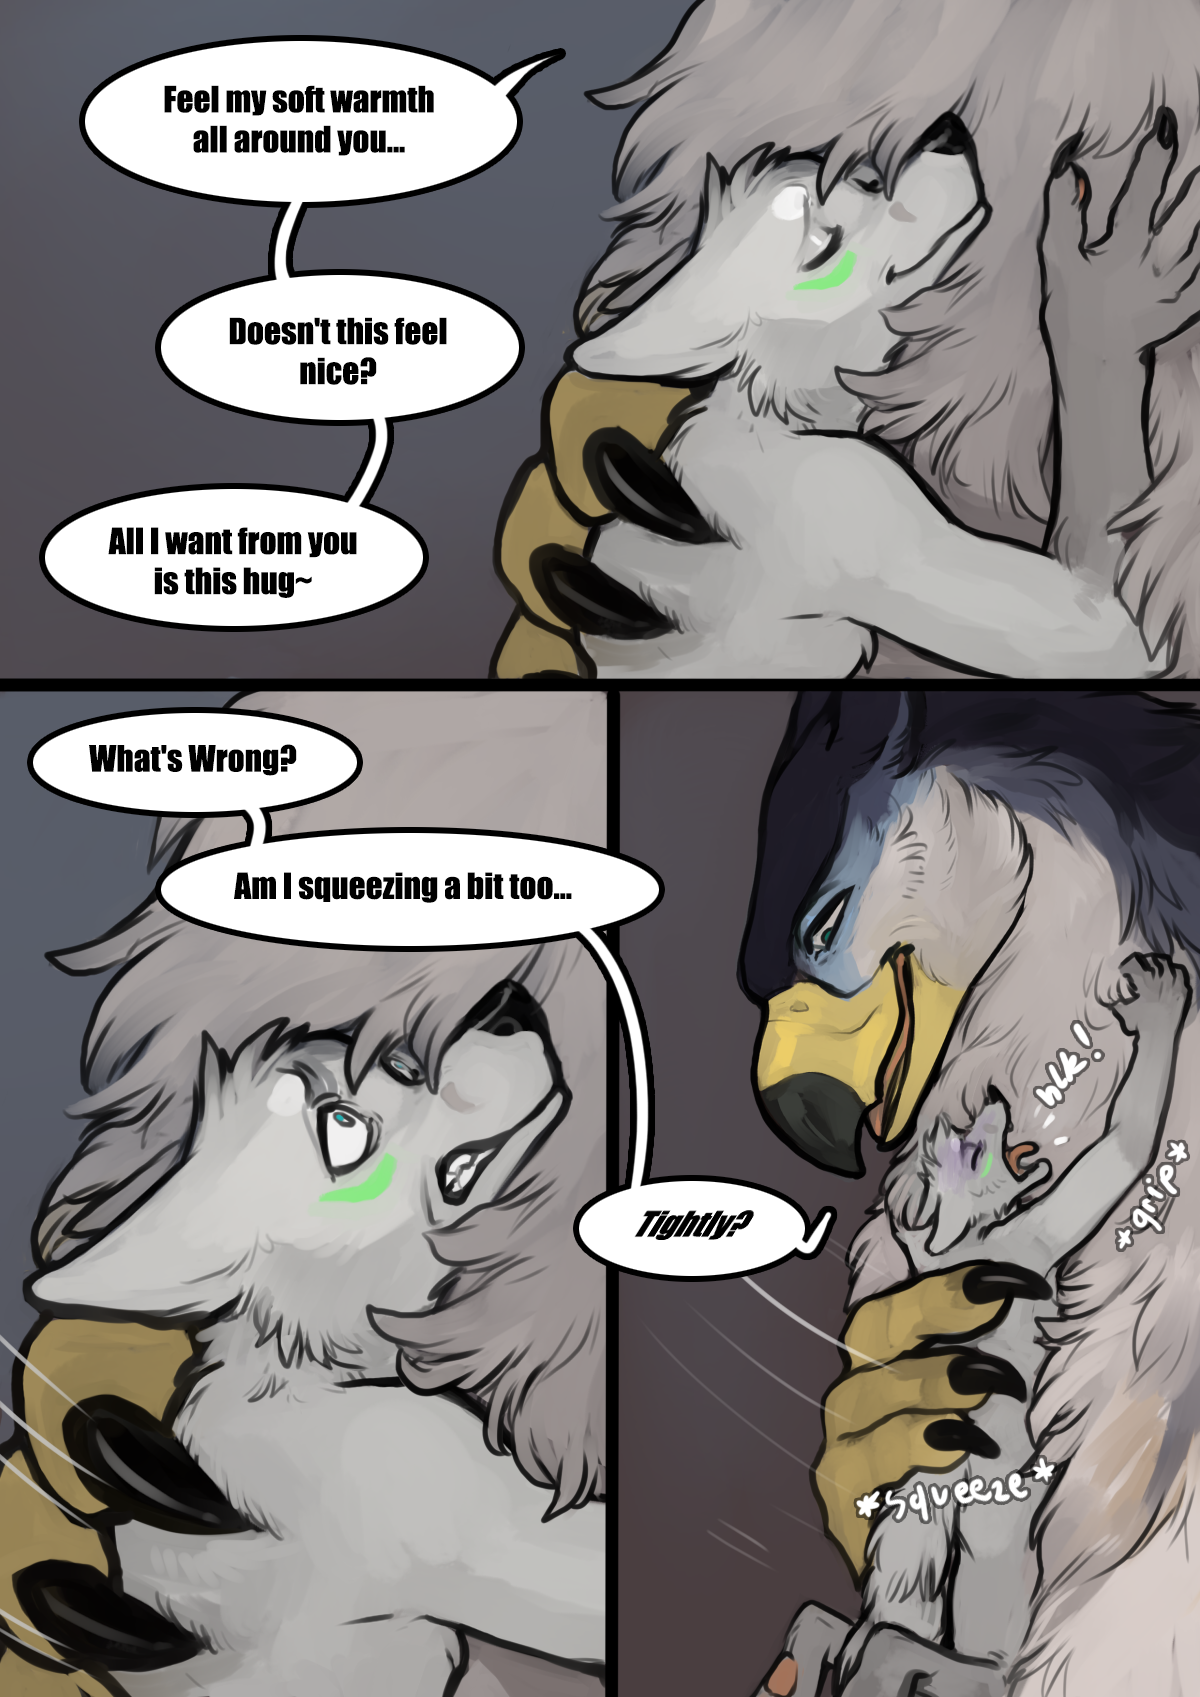 Feel my soft warmth
all around you...
Doesn't this feel
nice?
All I want from you
is this hug~
What's Wrong?
Am I squeezing a bit too...
Tightly?
hlk!
*grip*
*squeeze*